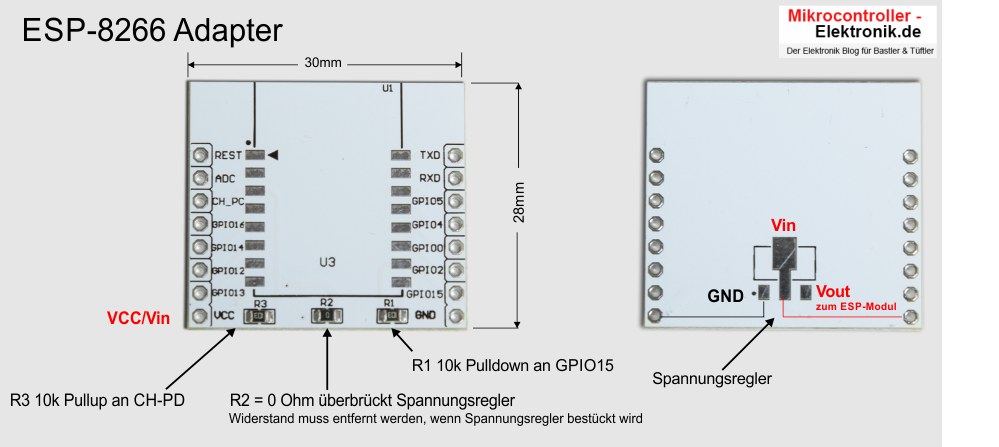 ESP-8266 Adapter
Mikrocontroller -
Elektronik.de
Der Elektronik Blog für Bastler & Tüftler
30mm
28mm
U1
REST
ADC
CH_PC
GPIO16
GPIO14
GPIO12
GPIO13
VCC
TXD
RXD
GPIO5
GPIO4
GPIO0
GPIO2
GPIO15
GND
U3
R3
R2
R1
VCC/Vin
R3 10k Pullup an CH-PD
R2 = 0 Ohm überbrückt Spannungsregler
Widerstand muss entfernt werden, wenn Spannungsregler bestückt wird
R1 10k Pulldown an GPIO15
Vin
GND
Vout
zum ESP-Modul
Spannungsregler